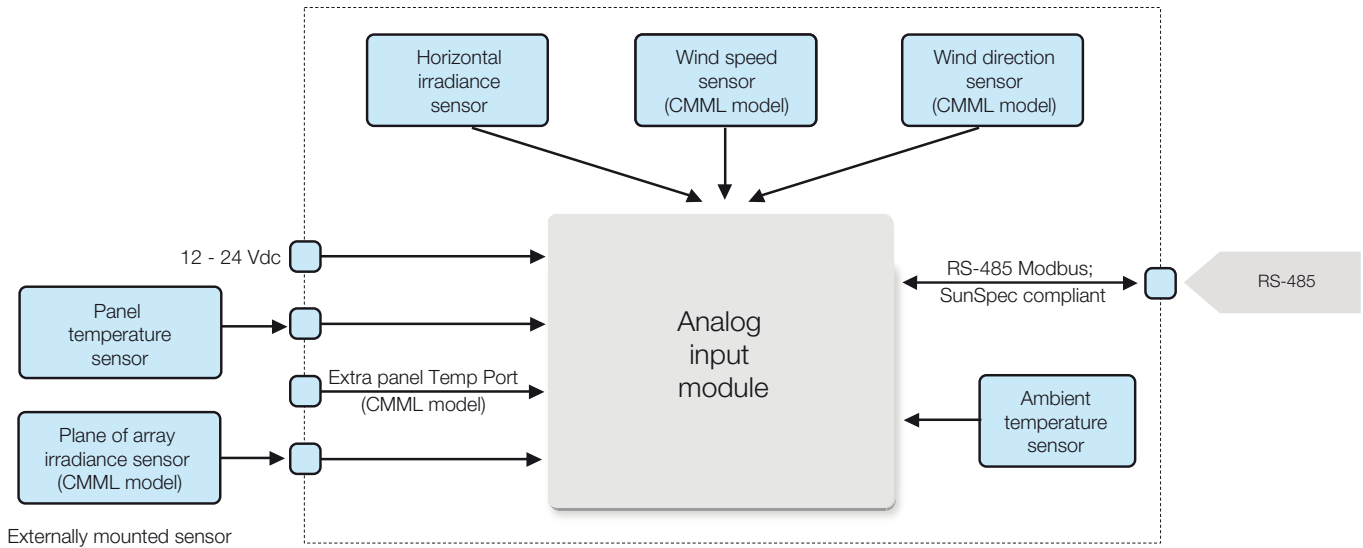 Horizontal
irradiance
sensor
Wind speed
sensor
(CMML model)
Wind direction
sensor
(CMML model)
12 - 24 Vdc
Panel
temperature
sensor
Extra panel Temp Port
(CMML model)
Plane of array
irradiance sensor
(CMML model)
Externally mounted sensor
Analog
input
module
RS-485 Modbus;
SunSpec compliant
RS-485
Ambient
temperature
sensor